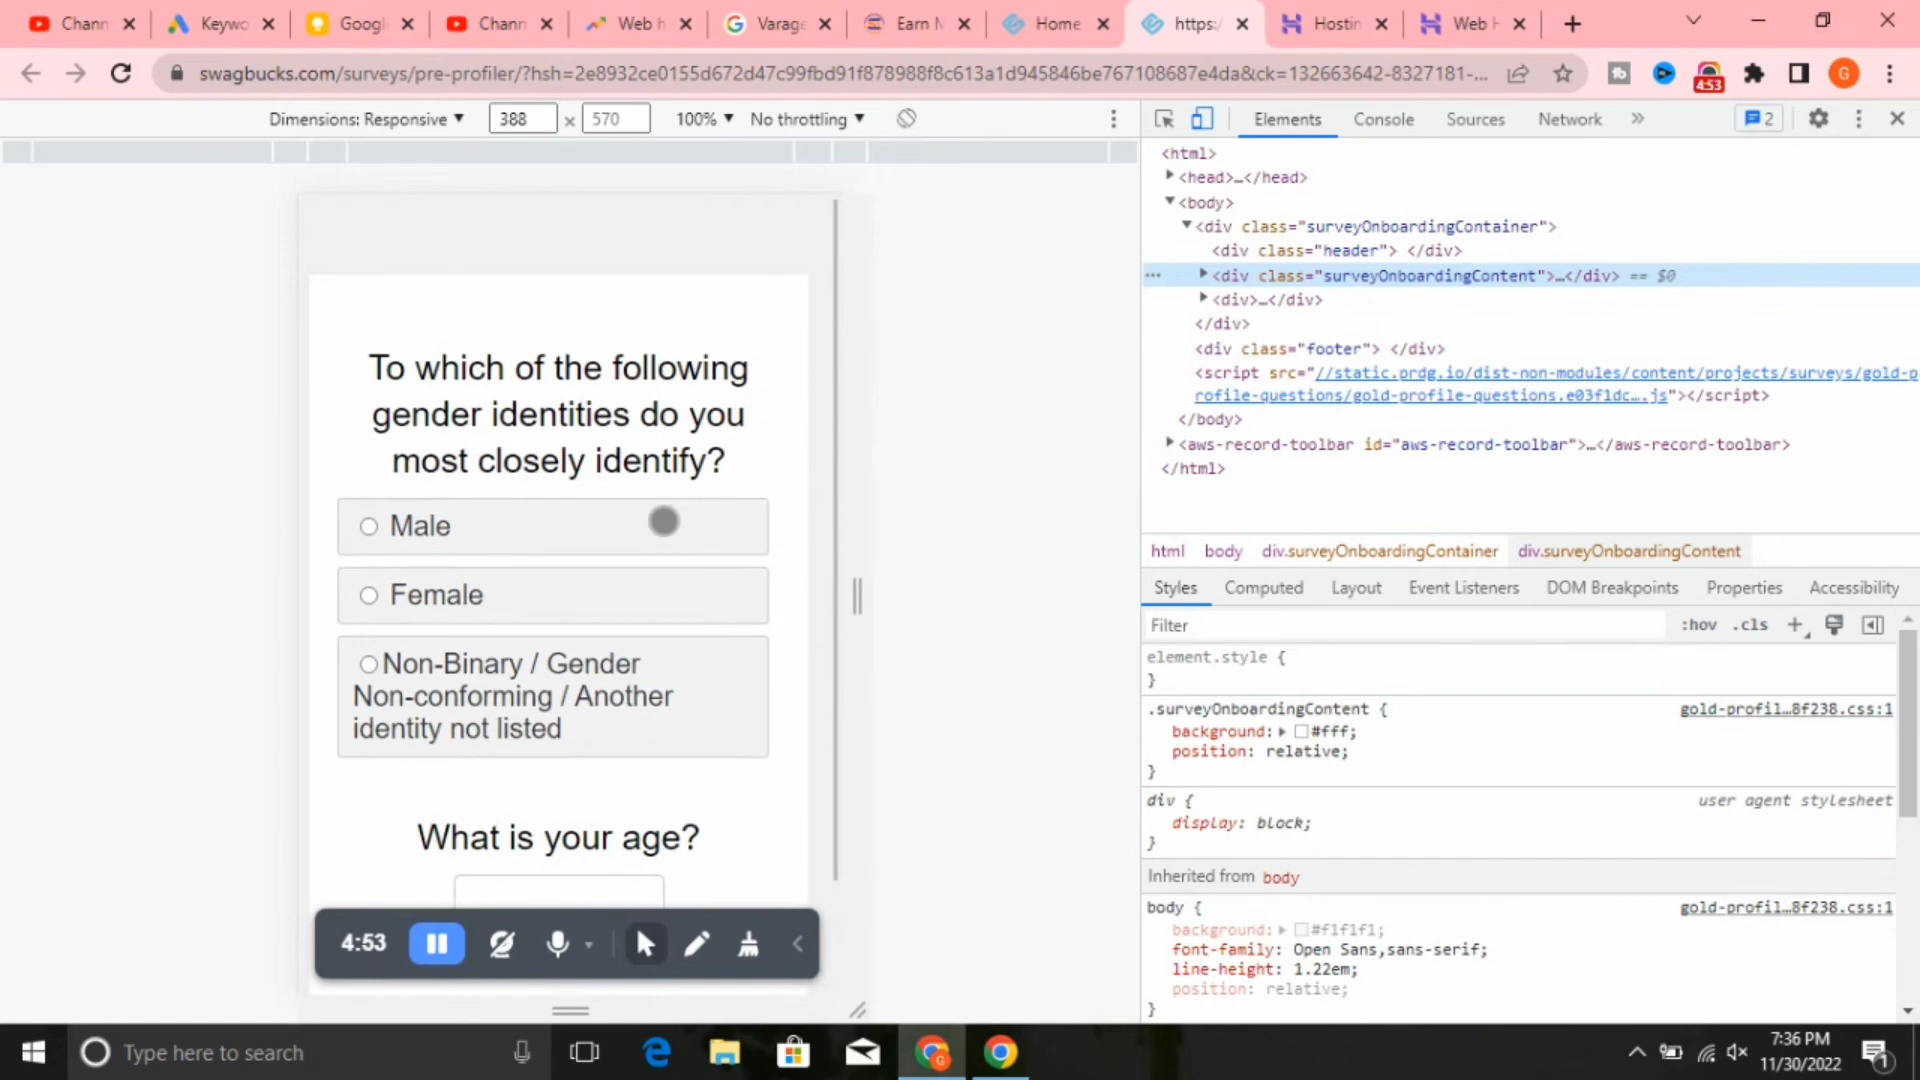 Chann
Keywo
Googl
Chann
Web h
Varage
Earn M
Home
https:/
Hostin
Web H
swagbucks.com/surveys/pre-profiler/?hsh=2e8932ce0155d672d47c99fbd91f878988f8c613a1d945846be767108687e4da&ck=132663642-8327181-...
4:53
G
Dimensions: Responsive
388 × 570
100%
No throttling
Elements
Console
Sources
Network
2
<html>
<head>…</head>
<body>
<div class="surveyOnboardingContainer">
<div class="header"> </div>
<div class="surveyOnboardingContent">…</div> == $0
<div>…</div>
</div>
<div class="footer"> </div>
<script src="//static.prdg.io/dist-non-modules/content/projects/surveys/gold-p
rofile-questions/gold-profile-questions.e03f1dc….js"></script>
</body>
<aws-record-toolbar id="aws-record-toolbar">…</aws-record-toolbar>
</html>
html body div.surveyOnboardingContainer div.surveyOnboardingContent
Styles Computed Layout Event Listeners DOM Breakpoints Properties Accessibility
Filter
:hov .cls
element.style {
}
.surveyOnboardingContent {
gold-profil…8f238.css:1
background: #fff;
position: relative;
}
div {
user agent stylesheet
display: block;
}
Inherited from body
body {
gold-profil…8f238.css:1
background: #f1f1f1;
font-family: Open Sans,sans-serif;
line-height: 1.22em;
position: relative;
}
To which of the following
gender identities do you
most closely identify?
Male
Female
Non-Binary / Gender
Non-conforming / Another
identity not listed
What is your age?
4:53
Type here to search
G
7:36 PM
11/30/2022
1